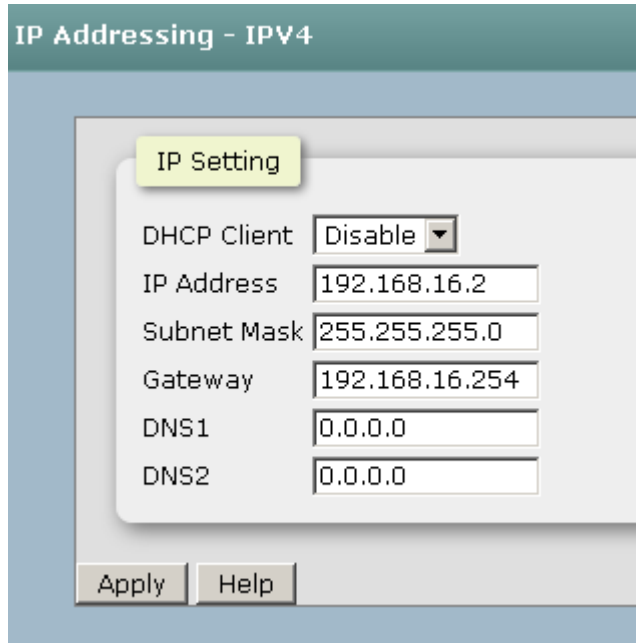 IP Addressing - IPV4
IP Setting
DHCP Client Disable
IP Address 192.168.16.2
Subnet Mask 255.255.255.0
Gateway 192.168.16.254
DNS1 0.0.0.0
DNS2 0.0.0.0
Apply Help